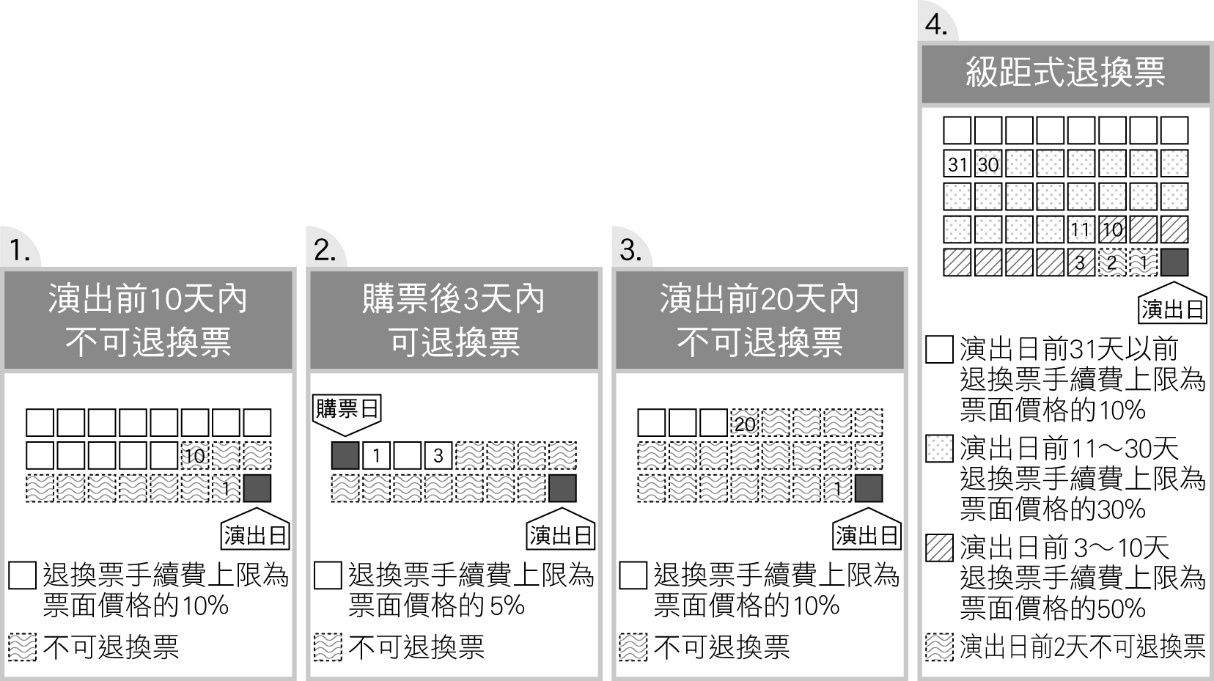 1.
演出前10天內
不可退換票
10
1
演出日
退換票手續費上限為
票面價格的10%
不可退換票
2.
購票後3天內
可退換票
購票日
1 3
演出日
退換票手續費上限為
票面價格的5%
不可退換票
3.
演出前20天內
不可退換票
20
1
演出日
退換票手續費上限為
票面價格的10%
不可退換票
4.
級距式退換票
31 30
11 10
3 2 1
演出日
演出日前31天以前
退換票手續費上限為
票面價格的10%
演出日前11～30天
退換票手續費上限為
票面價格的30%
演出日前3～10天
退換票手續費上限為
票面價格的50%
演出日前2天不可退換票